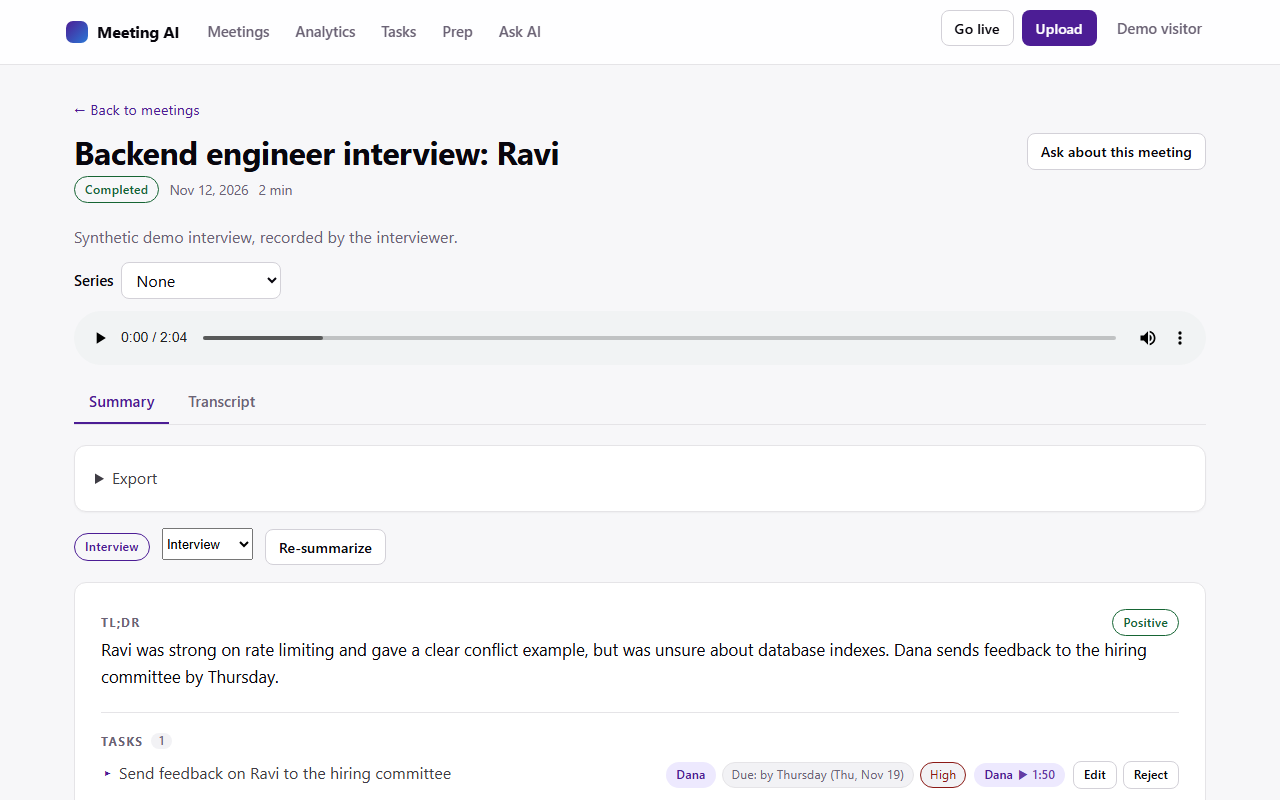 Meeting AI Meetings Analytics Tasks Prep Ask AI Go live Upload Demo visitor
← Back to meetings
Backend engineer interview: Ravi
Ask about this meeting
Completed Nov 12, 2026 2 min
Synthetic demo interview, recorded by the interviewer.
Series None
0:00 / 2:04
Summary Transcript
▶ Export
Interview Interview Re-summarize
TL;DR Positive
Ravi was strong on rate limiting and gave a clear conflict example, but was unsure about database indexes. Dana sends feedback to the hiring
committee by Thursday.
TASKS 1
▸ Send feedback on Ravi to the hiring committee Dana Due: by Thursday (Thu, Nov 19) High Dana ▶ 1:50 Edit Reject